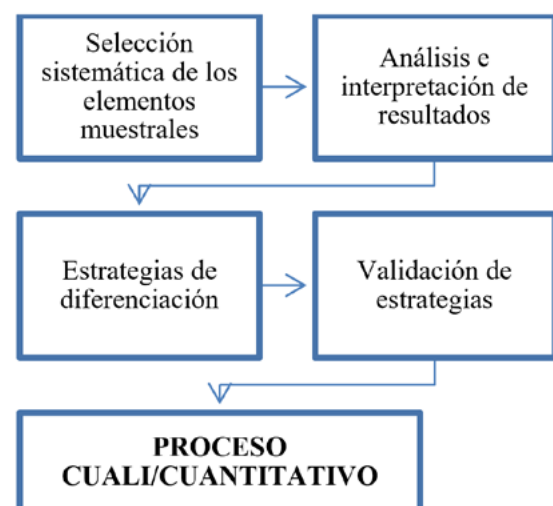 Selección
sistemática de los
elementos
muestrales
Análisis e
interpretación de
resultados
Estrategias de
diferenciación
Validación de
estrategias
PROCESO
CUALI/CUANTITATIVO